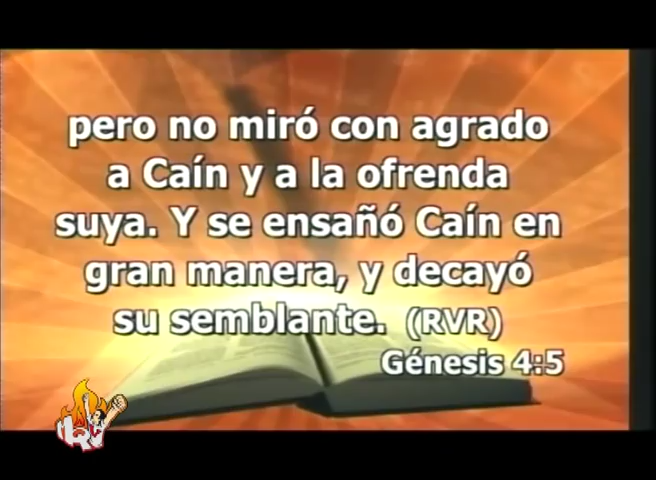 pero no miró con agrado
a Caín y a la ofrenda
suya. Y se ensañó Caín en
gran manera, y decayó
su semblante. (RVR)
Génesis 4:5